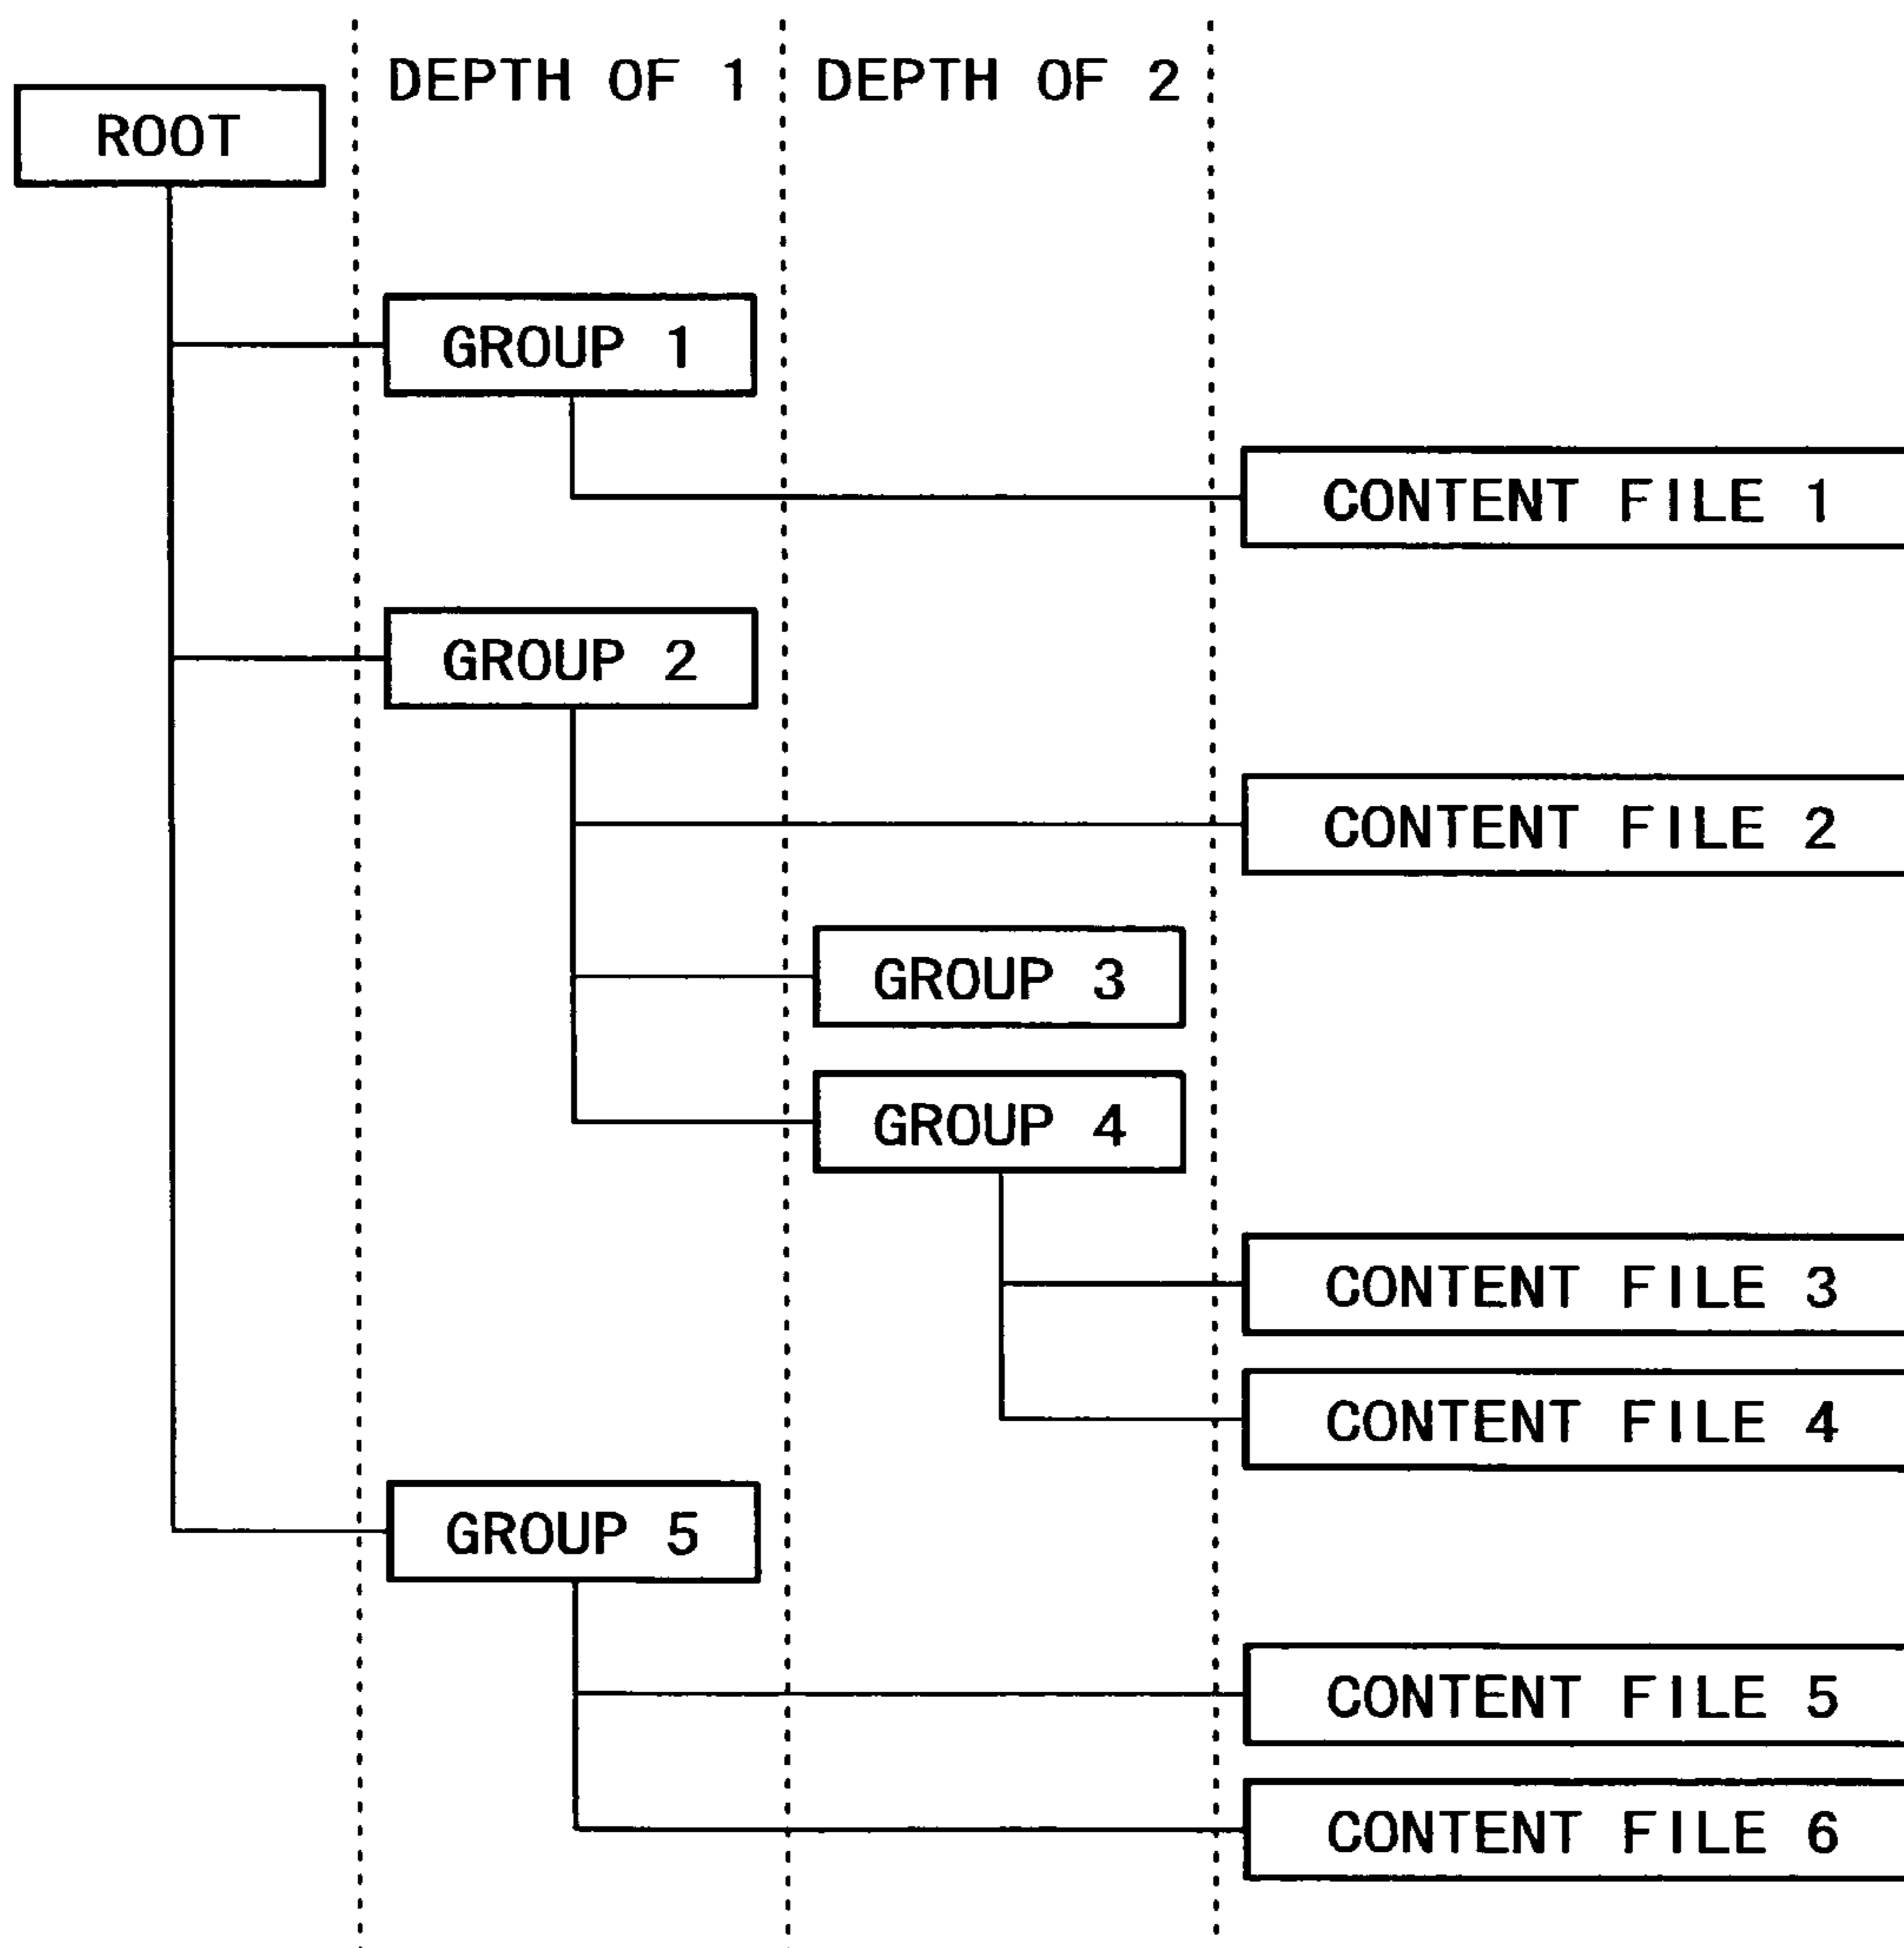 DEPTH OF 1
DEPTH OF 2
ROOT
GROUP 1
CONTENT FILE 1
GROUP 2
CONTENT FILE 2
GROUP 3
GROUP 4
CONTENT FILE 3
CONTENT FILE 4
GROUP 5
CONTENT FILE 5
CONTENT FILE 6